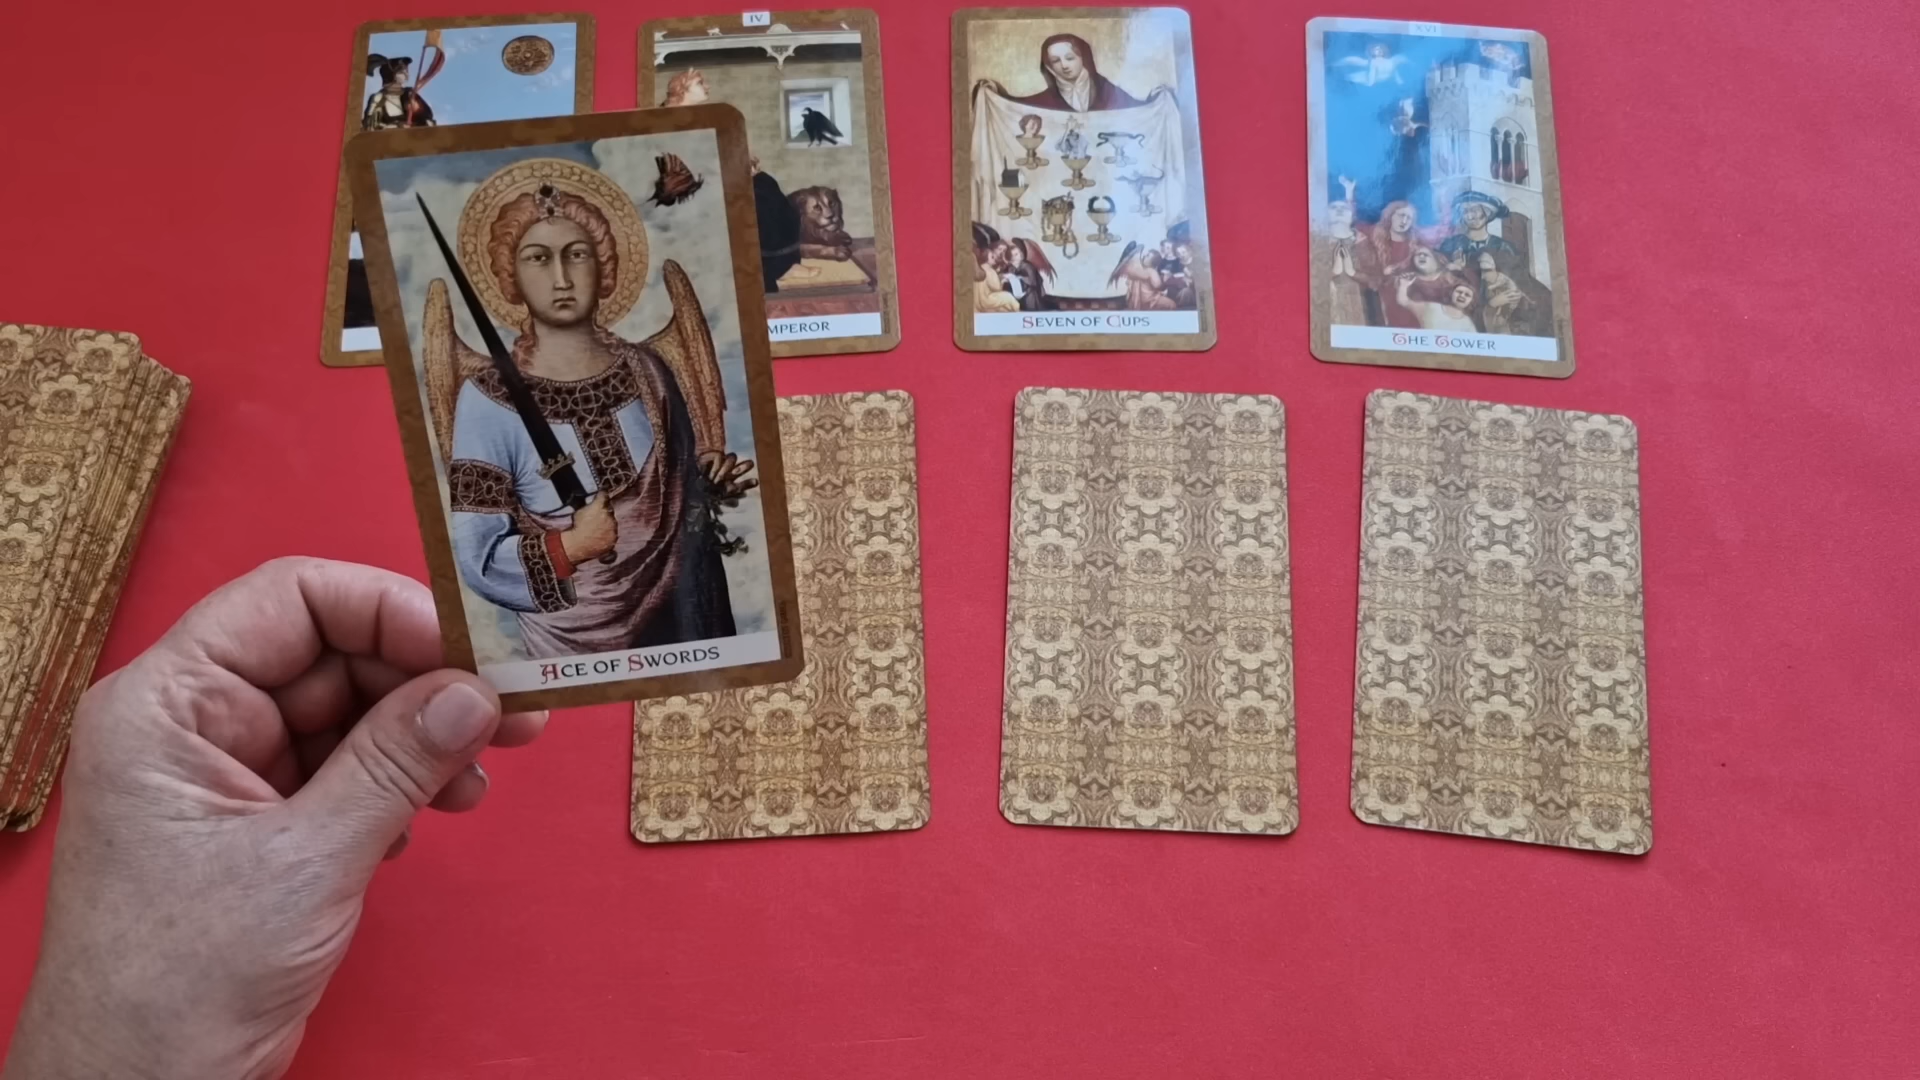 IV
XVI
MPEROR
SEVEN OF CUPS
THE TOWER
ACE OF SWORDS